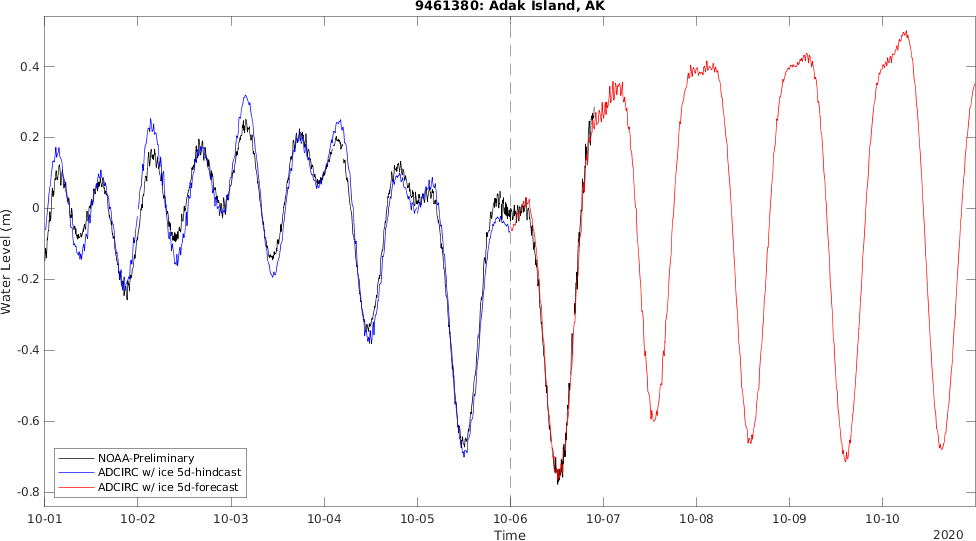 9461380: Adak Island, AK
Water Level (m)
0.4
0.2
0
-0.2
-0.4
-0.6
-0.8
NOAA-Preliminary
ADCIRC w/ ice 5d-hindcast
ADCIRC w/ ice 5d-forecast
10-01 10-02 10-03 10-04 10-05 10-06 10-07 10-08 10-09 10-10
Time
2020